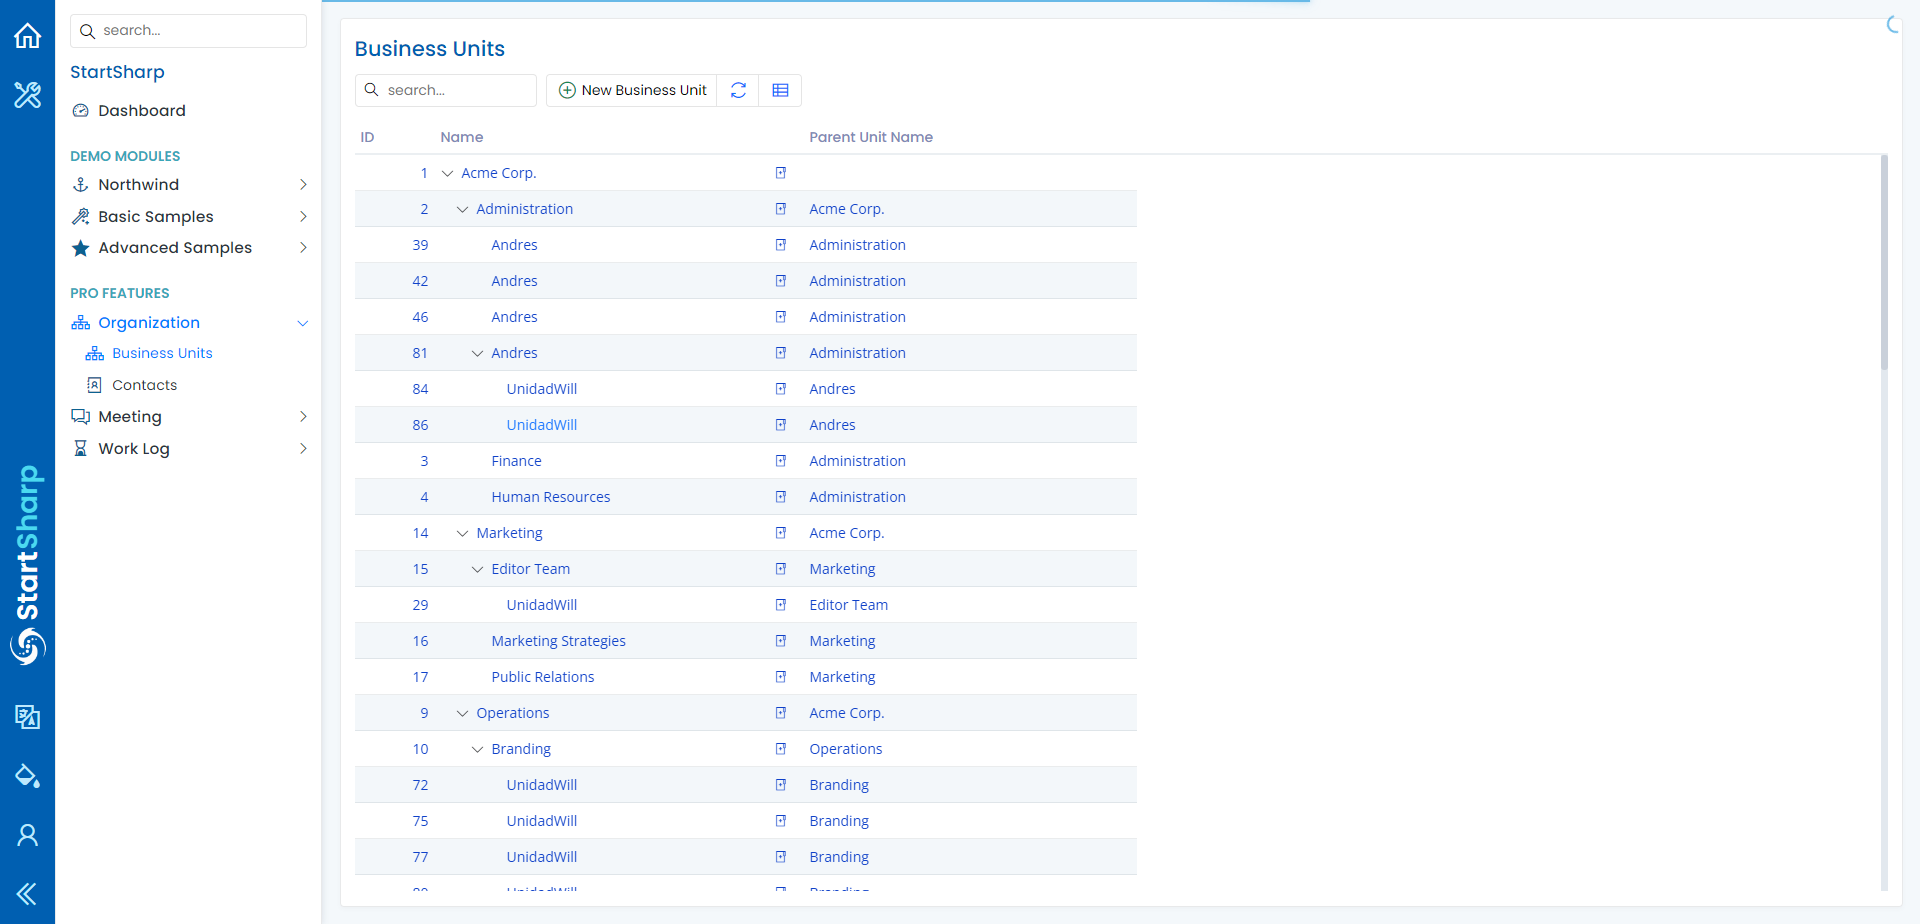 search...
StartSharp
Dashboard
DEMO MODULES
Northwind
Basic Samples
Advanced Samples
PRO FEATURES
Organization
Business Units
Contacts
Meeting
Work Log
StartSharp
Business Units
search...
New Business Unit
ID Name Parent Unit Name
1 Acme Corp.
2 Administration Acme Corp.
39 Andres Administration
42 Andres Administration
46 Andres Administration
81 Andres Administration
84 UnidadWill Andres
86 UnidadWill Andres
3 Finance Administration
4 Human Resources Administration
14 Marketing Acme Corp.
15 Editor Team Marketing
29 UnidadWill Editor Team
16 Marketing Strategies Marketing
17 Public Relations Marketing
9 Operations Acme Corp.
10 Branding Operations
72 UnidadWill Branding
75 UnidadWill Branding
77 UnidadWill Branding
UnidadWill Branding